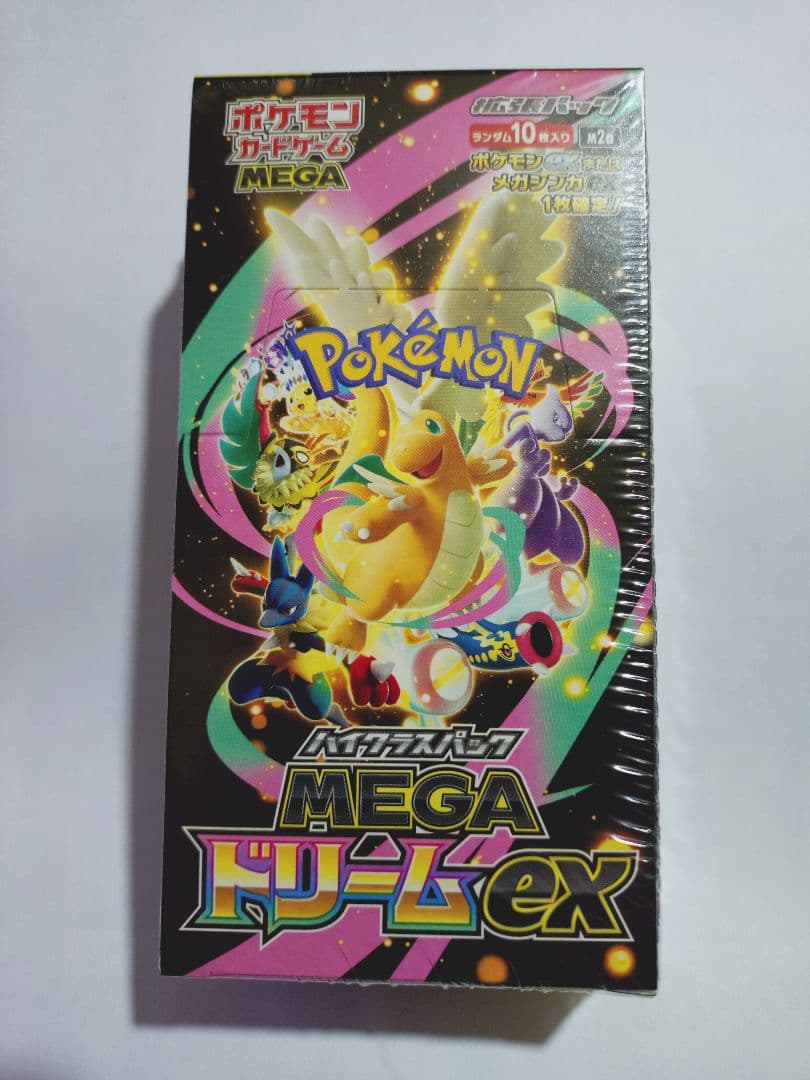 ポケモン
カードゲーム
MEGA
拡張パック
ランダム10枚入り M2a
ポケモンexまたは
メガシンカex
1枚確定!
POKÉMON
TM
ハイクラスパック
MEGA
ドリームex